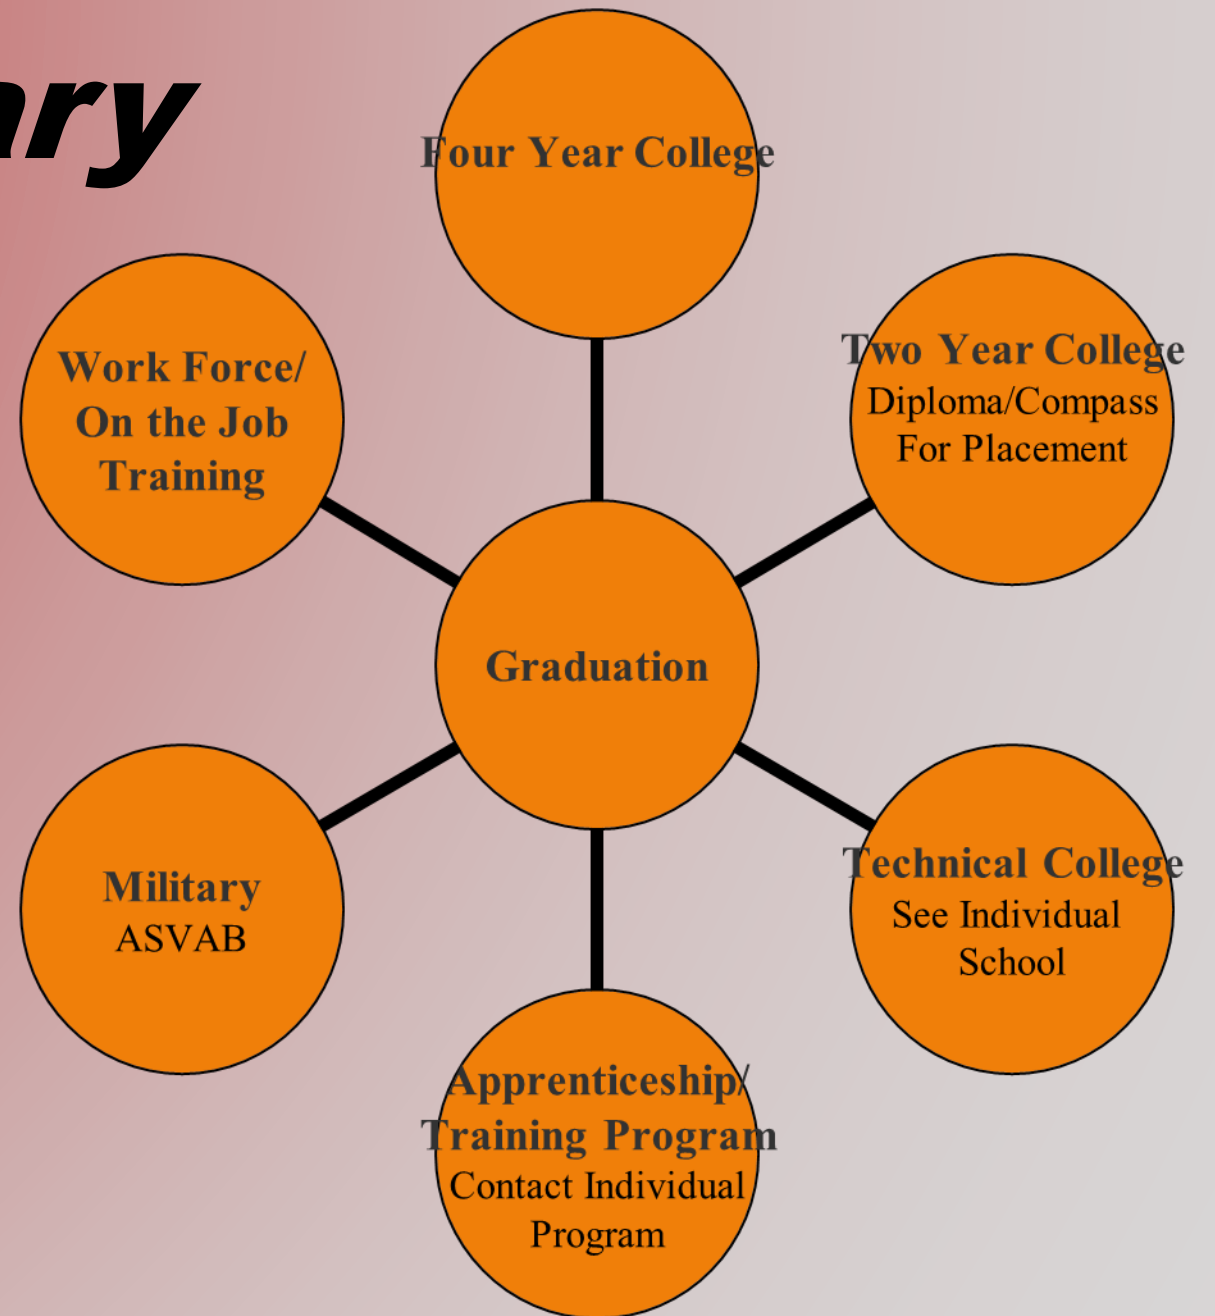 ary
Four Year College
Two Year College
Diploma/Compass
For Placement
Work Force/
On the Job
Training
Graduation
Technical College
See Individual
School
Military
ASVAB
Apprenticeship/
Training Program
Contact Individual
Program